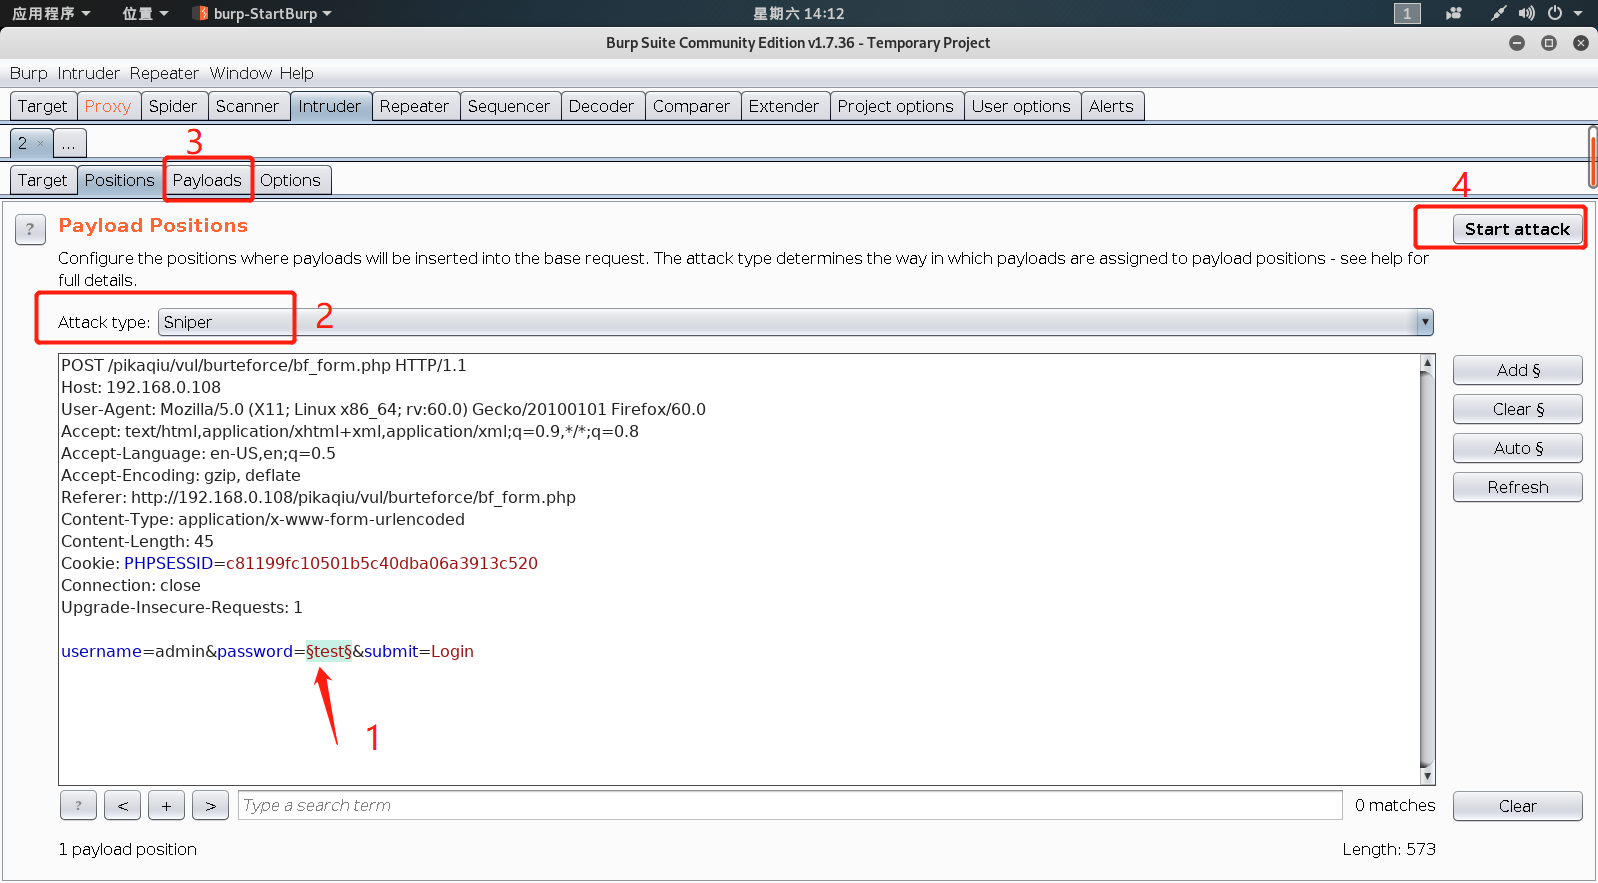 应用程序 位置 burp-StartBurp 星期六 14:12 1
Burp Suite Community Edition v1.7.36 - Temporary Project
Burp Intruder Repeater Window Help
Target Proxy Spider Scanner Intruder Repeater Sequencer Decoder Comparer Extender Project options User options Alerts
2 × ...
3
Target Positions Payloads Options
4
? Payload Positions
Start attack
Configure the positions where payloads will be inserted into the base request. The attack type determines the way in which payloads are assigned to payload positions - see help for
full details.
Attack type: Sniper 2
POST /pikaqiu/vul/burteforce/bf_form.php HTTP/1.1
Host: 192.168.0.108
User-Agent: Mozilla/5.0 (X11; Linux x86_64; rv:60.0) Gecko/20100101 Firefox/60.0
Accept: text/html,application/xhtml+xml,application/xml;q=0.9,*/*;q=0.8
Accept-Language: en-US,en;q=0.5
Accept-Encoding: gzip, deflate
Referer: http://192.168.0.108/pikaqiu/vul/burteforce/bf_form.php
Content-Type: application/x-www-form-urlencoded
Content-Length: 45
Cookie: PHPSESSID=c81199fc10501b5c40dba06a3913c520
Connection: close
Upgrade-Insecure-Requests: 1
username=admin&password=§test§&submit=Login
1
Add §
Clear §
Auto §
Refresh
? < + > Type a search term 0 matches Clear
1 payload position Length: 573